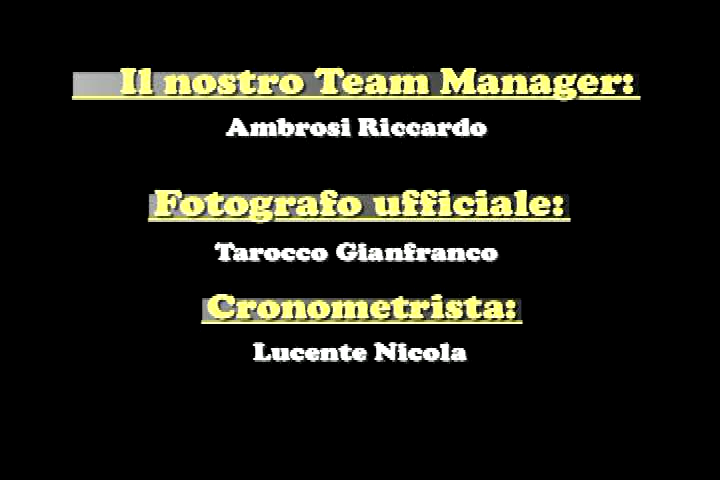 Il nostro Team Manager:
Ambrosi Riccardo
Fotografo ufficiale:
Tarocco Gianfranco
Cronometrista:
Lucente Nicola